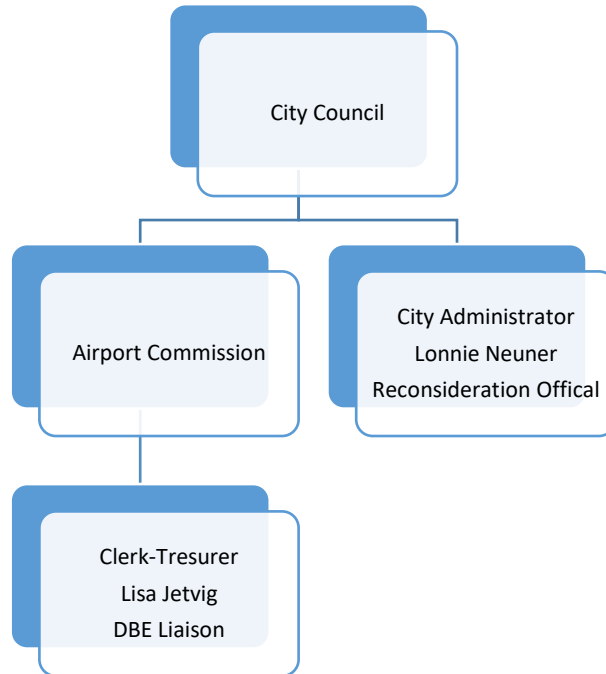 City Council
Airport Commission
City Administrator
Lonnie Neuner
Reconsideration Offical
Clerk-Tresurer
Lisa Jetvig
DBE Liaison